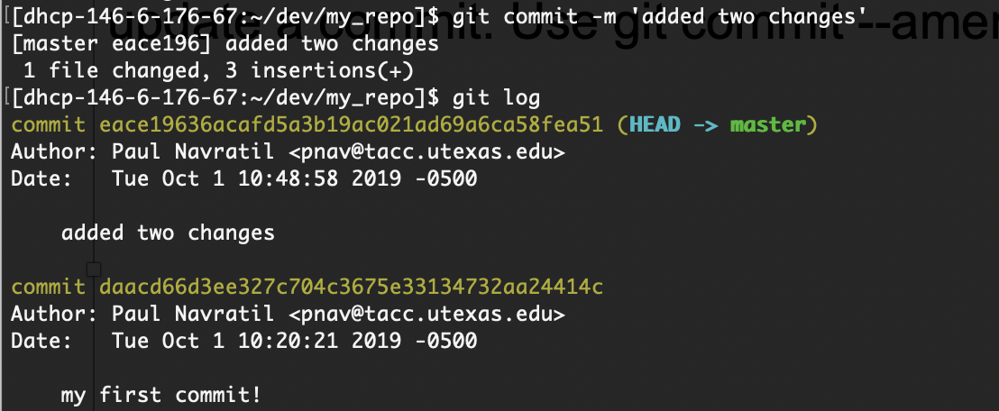 update a commit. Use git commit --amen
[dhcp-146-6-176-67:~/dev/my_repo]$ git commit -m 'added two changes'
[master eace196] added two changes
 1 file changed, 3 insertions(+)
[dhcp-146-6-176-67:~/dev/my_repo]$ git log
commit eace19636acafd5a3b19ac021ad69a6ca58fea51 (HEAD -> master)
Author: Paul Navratil <pnav@tacc.utexas.edu>
Date:   Tue Oct 1 10:48:58 2019 -0500
    added two changes
commit daacd66d3ee327c704c3675e33134732aa24414c
Author: Paul Navratil <pnav@tacc.utexas.edu>
Date:   Tue Oct 1 10:20:21 2019 -0500
    my first commit!